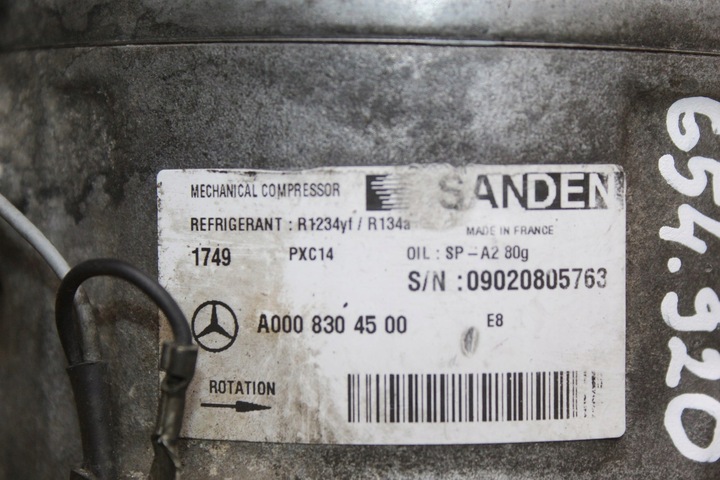 MECHANICAL COMPRESSOR SANDEN
REFRIGERANT : R1234yf / R134a MADE IN FRANCE
1749 PXC14 OIL : SP-A2 80g
S/N : 09020805763
A000 830 45 00 E8
ROTATION
654.920